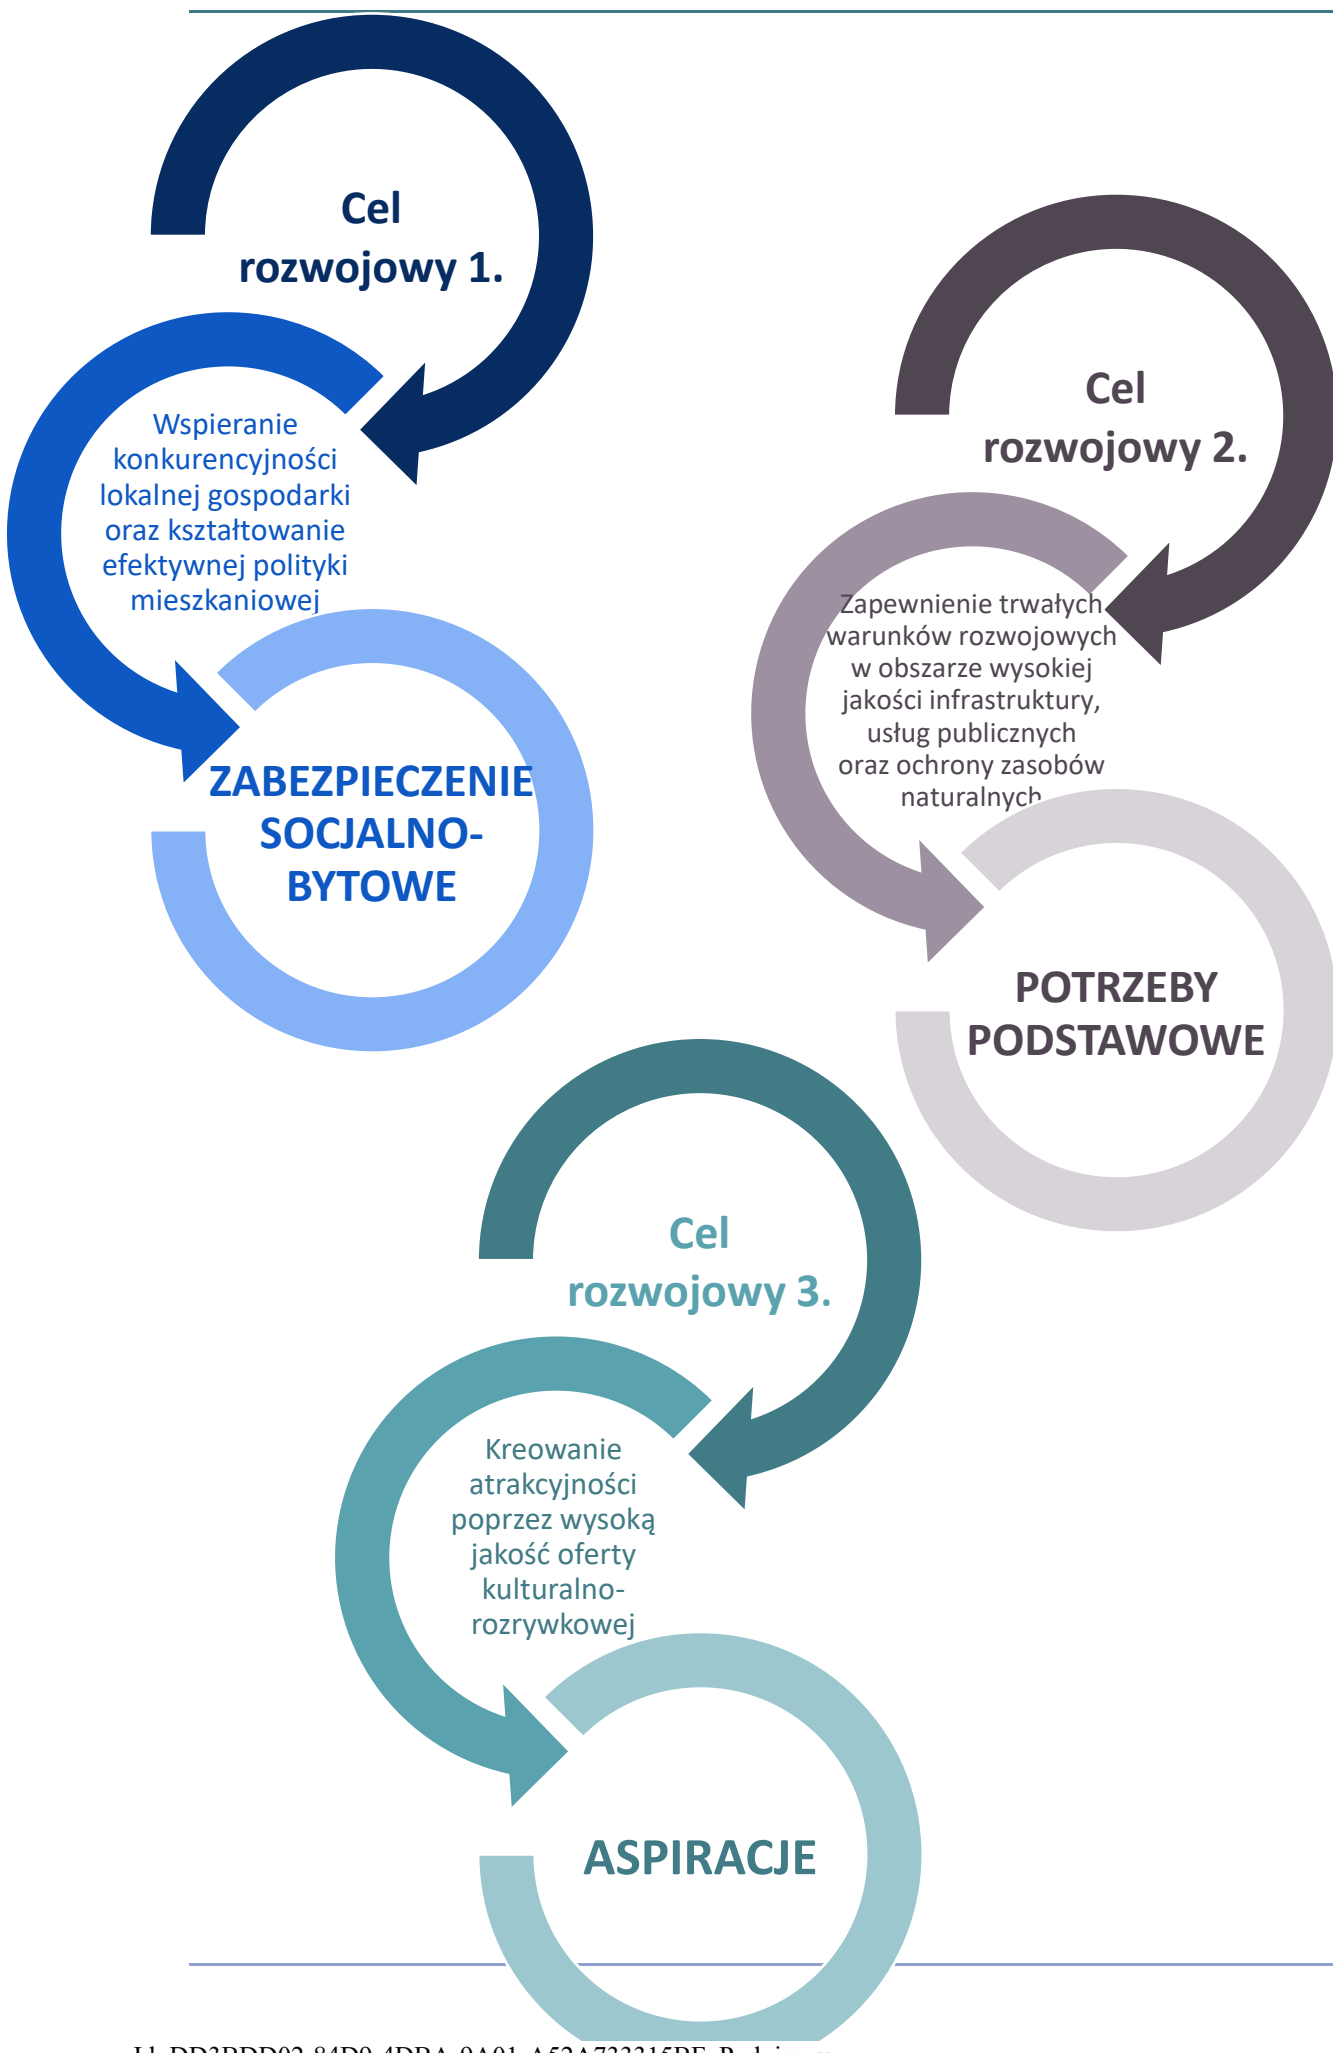 Cel
rozwojowy 1.
Wspieranie
konkurencyjności
lokalnej gospodarki
oraz kształtowanie
efektywnej polityki
mieszkaniowej
ZABEZPIECZENIE
SOCJALNO-
BYTOWE
Cel
rozwojowy 2.
Zapewnienie trwałych
warunków rozwojowych
w obszarze wysokiej
jakości infrastruktury,
usług publicznych
oraz ochrony zasobów
naturalnych
POTRZEBY
PODSTAWOWE
Cel
rozwojowy 3.
Kreowanie
atrakcyjności
poprzez wysoką
jakość oferty
kulturalno-
rozrywkowej
ASPIRACJE